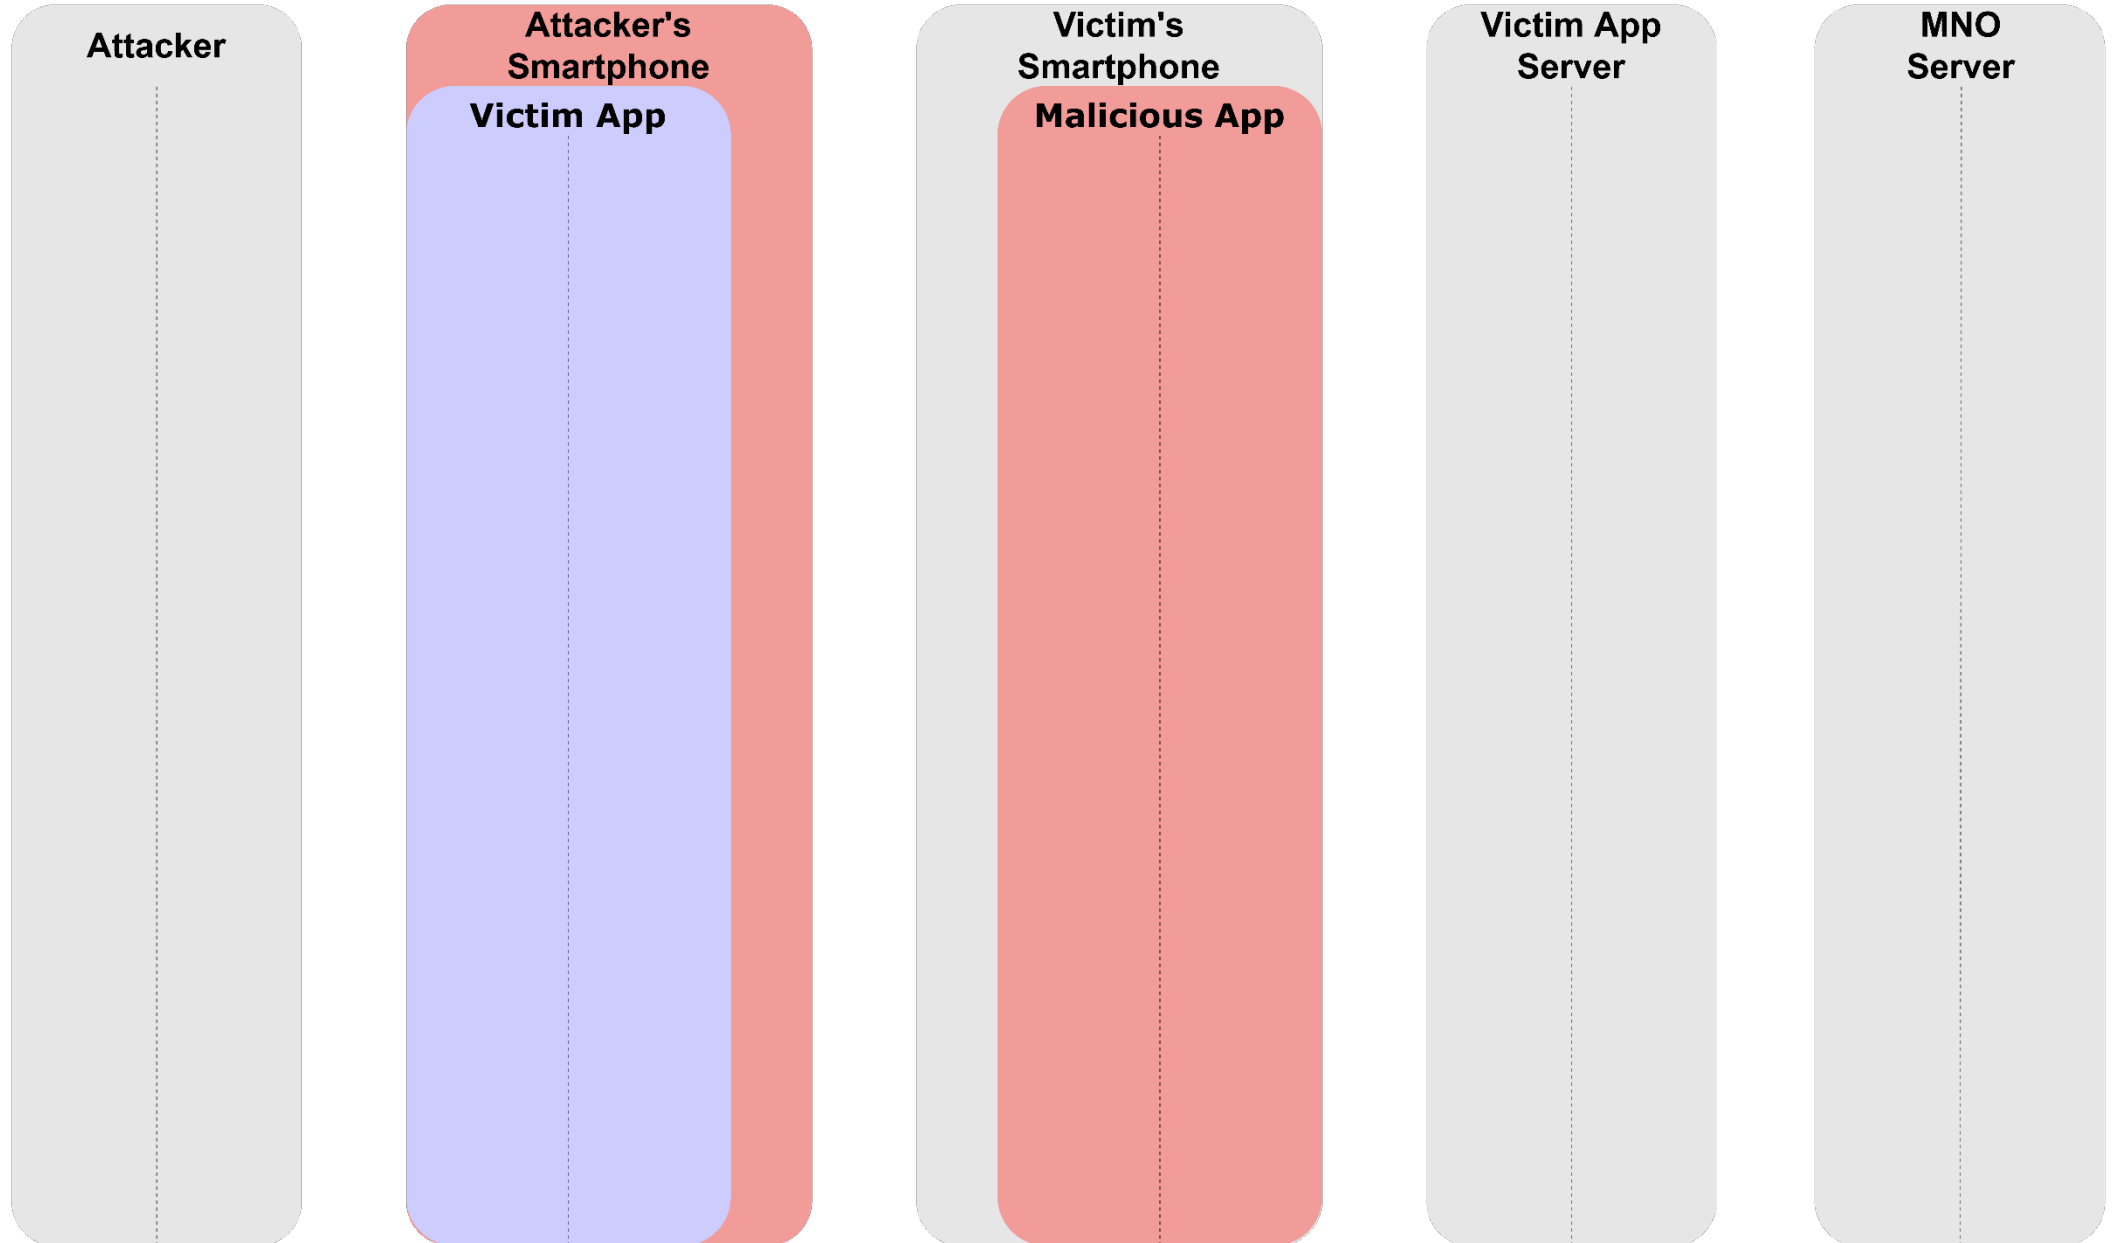 Attacker
Attacker's
Smartphone
Victim App
Victim's
Smartphone
Malicious App
Victim App
Server
MNO
Server